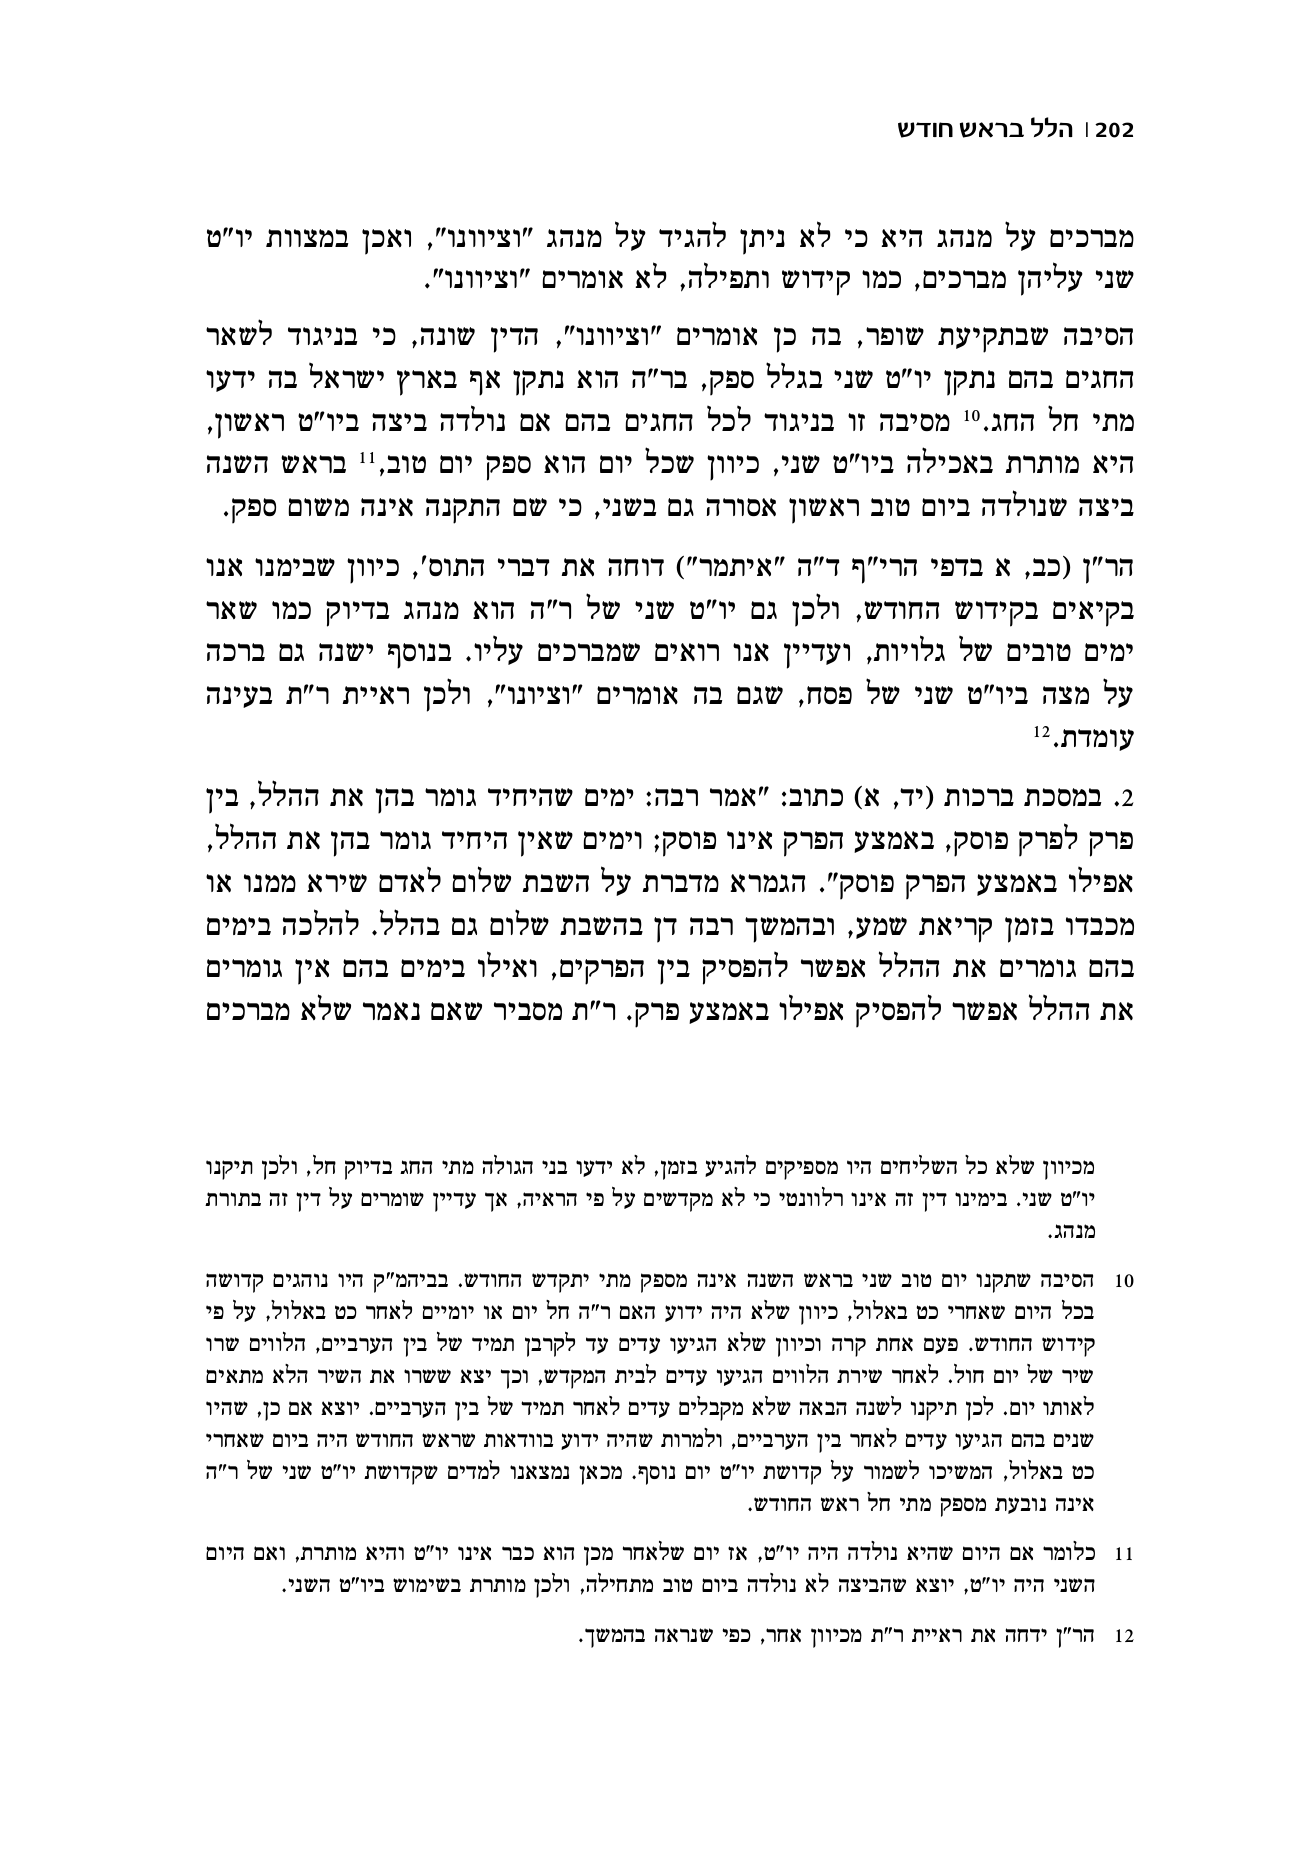 202 | הלל בראש חודש
מברכים על מנהג היא כי לא ניתן להגיד על מנהג "וציוונו", ואכן במצוות יו"ט
שני עליהן מברכים, כמו קידוש ותפילה, לא אומרים "וציוונו".
הסיבה שבתקיעת שופר, בה כן אומרים "וציוונו", הדין שונה, כי בניגוד לשאר
החגים בהם נתקן יו"ט שני בגלל ספק, בר"ה הוא נתקן אף בארץ ישראל בה ידעו
מתי חל החג.10 מסיבה זו בניגוד לכל החגים בהם אם נולדה ביצה ביו"ט ראשון,
היא מותרת באכילה ביו"ט שני, כיוון שכל יום הוא ספק יום טוב,11 בראש השנה
ביצה שנולדה ביום טוב ראשון אסורה גם בשני, כי שם התקנה אינה משום ספק.
הר"ן (כב, א בדפי הרי"ף ד"ה "איתמר") דוחה את דברי התוס', כיוון שבימנו אנו
בקיאים בקידוש החודש, ולכן גם יו"ט שני של ר"ה הוא מנהג בדיוק כמו שאר
ימים טובים של גלויות, ועדיין אנו רואים שמברכים עליו. בנוסף ישנה גם ברכה
על מצה ביו"ט שני של פסח, שגם בה אומרים "וציונו", ולכן ראיית ר"ת בעינה
עומדת.12
2. במסכת ברכות (יד, א) כתוב: "אמר רבה: ימים שהיחיד גומר בהן את ההלל, בין
פרק לפרק פוסק, באמצע הפרק אינו פוסק; וימים שאין היחיד גומר בהן את ההלל,
אפילו באמצע הפרק פוסק". הגמרא מדברת על השבת שלום לאדם שירא ממנו או
מכבדו בזמן קריאת שמע, ובהמשך רבה דן בהשבת שלום גם בהלל. להלכה בימים
בהם גומרים את ההלל אפשר להפסיק בין הפרקים, ואילו בימים בהם אין גומרים
את ההלל אפשר להפסיק אפילו באמצע פרק. ר"ת מסביר שאם נאמר שלא מברכים
מכיוון שלא כל השליחים היו מספיקים להגיע בזמן, לא ידעו בני הגולה מתי החג בדיוק חל, ולכן תיקנו
יו"ט שני. בימינו דין זה אינו רלוונטי כי לא מקדשים על פי הראיה, אך עדיין שומרים על דין זה בתורת
מנהג.
10 הסיבה שתקנו יום טוב שני בראש השנה אינה מספק מתי יתקדש החודש. בביהמ"ק היו נוהגים קדושה
בכל היום שאחרי כט באלול, כיוון שלא היה ידוע האם ר"ה חל יום או יומיים לאחר כט באלול, על פי
קידוש החודש. פעם אחת קרה וכיוון שלא הגיעו עדים עד לקרבן תמיד של בין הערביים, הלווים שרו
שיר של יום חול. לאחר שירת הלווים הגיעו עדים לבית המקדש, וכך יצא ששרו את השיר הלא מתאים
לאותו יום. לכן תיקנו לשנה הבאה שלא מקבלים עדים לאחר תמיד של בין הערביים. יוצא אם כן, שהיו
שנים בהם הגיעו עדים לאחר בין הערביים, ולמרות שהיה ידוע בוודאות שראש החודש היה ביום שאחרי
כט באלול, המשיכו לשמור על קדושת יו"ט יום נוסף. מכאן נמצאנו למדים שקדושת יו"ט שני של ר"ה
אינה נובעת מספק מתי חל ראש החודש.
11 כלומר אם היום שהיא נולדה היה יו"ט, אז יום שלאחר מכן הוא כבר אינו יו"ט והיא מותרת, ואם היום
השני היה יו"ט, יוצא שהביצה לא נולדה ביום טוב מתחילה, ולכן מותרת בשימוש ביו"ט השני.
12 הר"ן ידחה את ראיית ר"ת מכיוון אחר, כפי שנראה בהמשך.